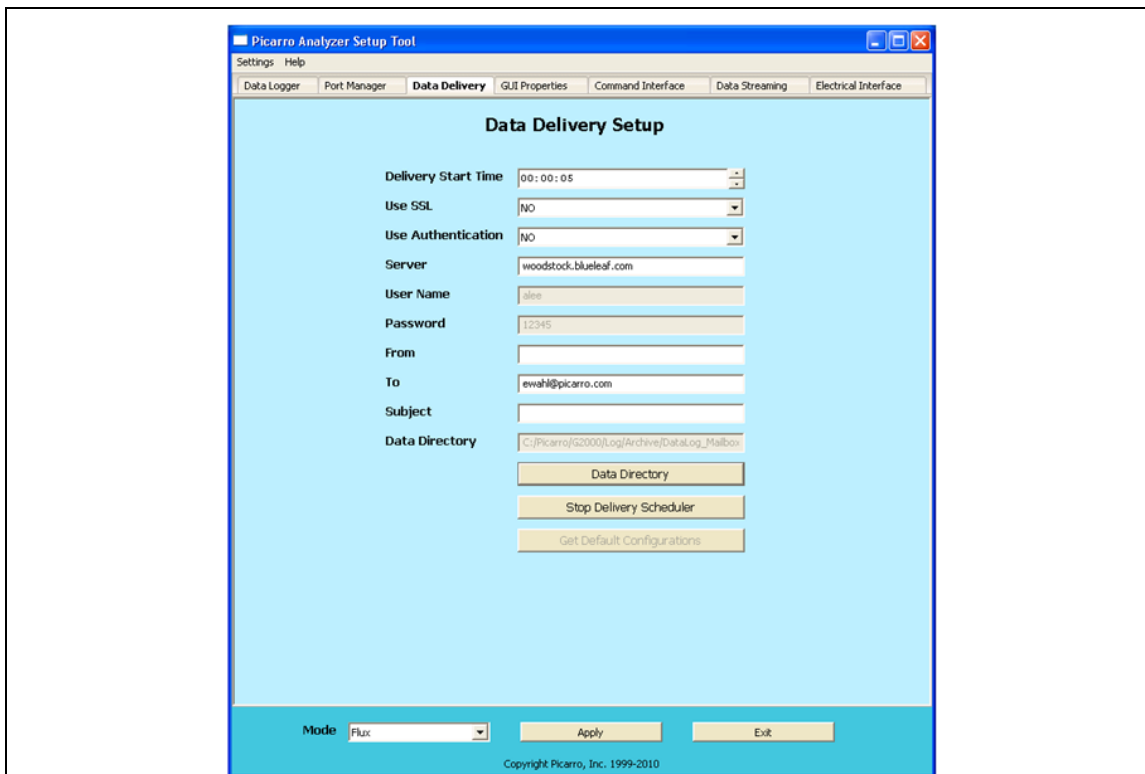 Picarro Analyzer Setup Tool
Settings Help
Data Logger Port Manager Data Delivery GUI Properties Command Interface Data Streaming Electrical Interface
Data Delivery Setup
Delivery Start Time 00:00:05
Use SSL NO
Use Authentication NO
Server woodstock.blueleaf.com
User Name alee
Password 12345
From
To ewahl@picarro.com
Subject
Data Directory C:/Picarro/G2000/Log/Archive/DataLog_Mailbox
Data Directory
Stop Delivery Scheduler
Get Default Configurations
Mode Flux Apply Exit
Copyright Picarro, Inc. 1999-2010